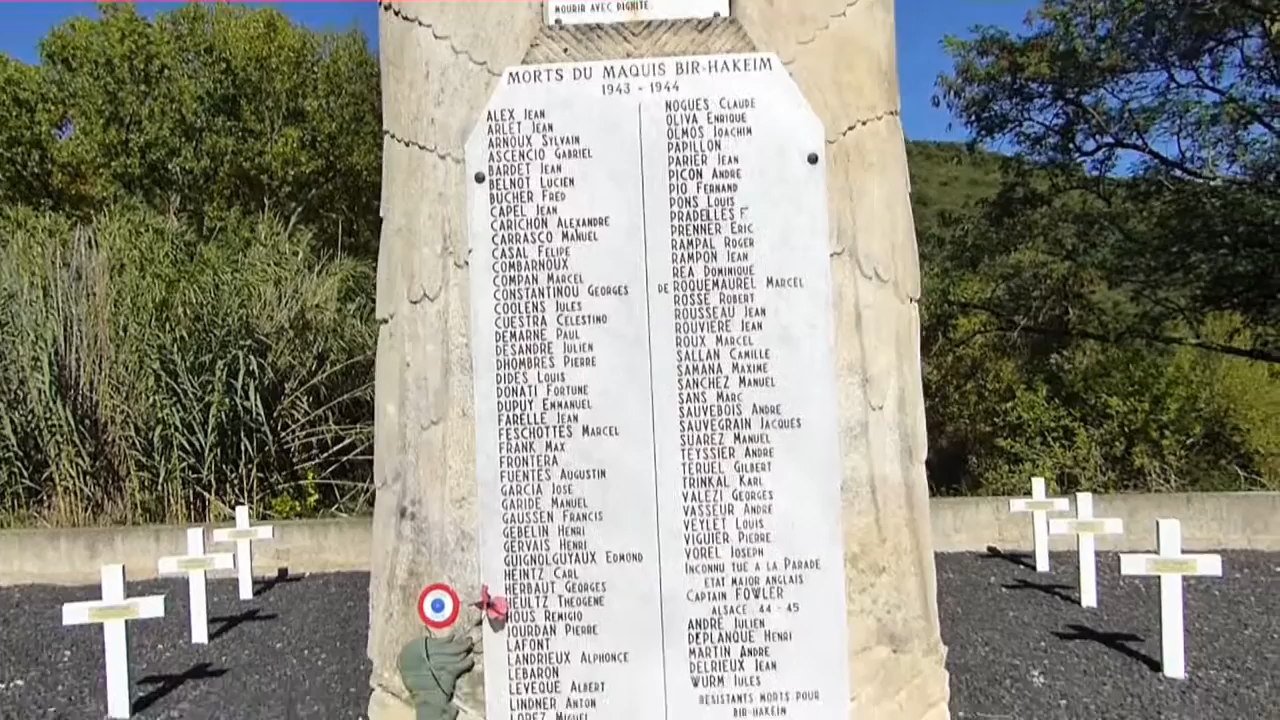 MOURIR AVEC DIGNITE
MORTS DU MAQUIS BIR-HAKEIM
1943 - 1944
ALEX JEAN
ARLET JEAN
ARNOUX SYLVAIN
ASCENCIO GABRIEL
BARDET JEAN
BELNOT LUCIEN
BUCHER FRED
CAPEL JEAN
CARICHON ALEXANDRE
CARRASCO MANUEL
CASAL FELIPE
COMBARNOUX
COMPAN MARCEL
CONSTANTINOU GEORGES
COOLENS JULES
CUESTRA CELESTINO
DEMARNE PAUL
DESANDRE JULIEN
DHOMBRES PIERRE
DIDES LOUIS
DONATI FORTUNE
DUPUY EMMANUEL
FARELLE JEAN
FESCHOTTES MARCEL
FRANK MAX
FRONTERA
FUENTES AUGUSTIN
GARCIA JOSE
GARIDE MANUEL
GAUSSEN FRANCIS
GEBELIN HENRI
GERVAIS HENRI
GUIGNOLGUYAUX EDMOND
HEINTZ CARL
HERBAUT GEORGES
HEULTZ THEOGENE
HOUS REMIGIO
JOURDAN PIERRE
LAFONT
LANDRIEUX ALPHONCE
LEBARON
LEVEQUE ALBERT
LINDNER ANTON
LOPEZ MIGUEL
NOGUES CLAUDE
OLIVA ENRIQUE
OLMOS JOACHIM
PAPILLON
PARIER JEAN
PICON ANDRE
PIO FERNAND
PONS LOUIS
PRADELLES F.
PRENNER ERIC
RAMPAL ROGER
RAMPON JEAN
REA DOMINIQUE
DE ROQUEMAUREL MARCEL
ROSSE ROBERT
ROUSSEAU JEAN
ROUVIERE JEAN
ROUX MARCEL
SALLAN CAMILLE
SAMANA MAXIME
SANCHEZ MANUEL
SANS MARC
SAUVEBOIS ANDRE
SAUVEGRAIN JACQUES
SUAREZ MANUEL
TEYSSIER ANDRE
TERUEL GILBERT
TRINKAL KARL
VALEZI GEORGES
VASSEUR ANDRE
VEYLET LOUIS
VIGUIER PIERRE
VOREL JOSEPH
INCONNU TUE A LA PARADE
ETAT MAJOR ANGLAIS
CAPTAIN FOWLER
ALSACE 44 - 45
ANDRE JULIEN
DEPLANQUE HENRI
MARTIN ANDRE
DELRIEUX JEAN
WURM JULES
RESISTANTS MORTS POUR
BIR-HAKEIM